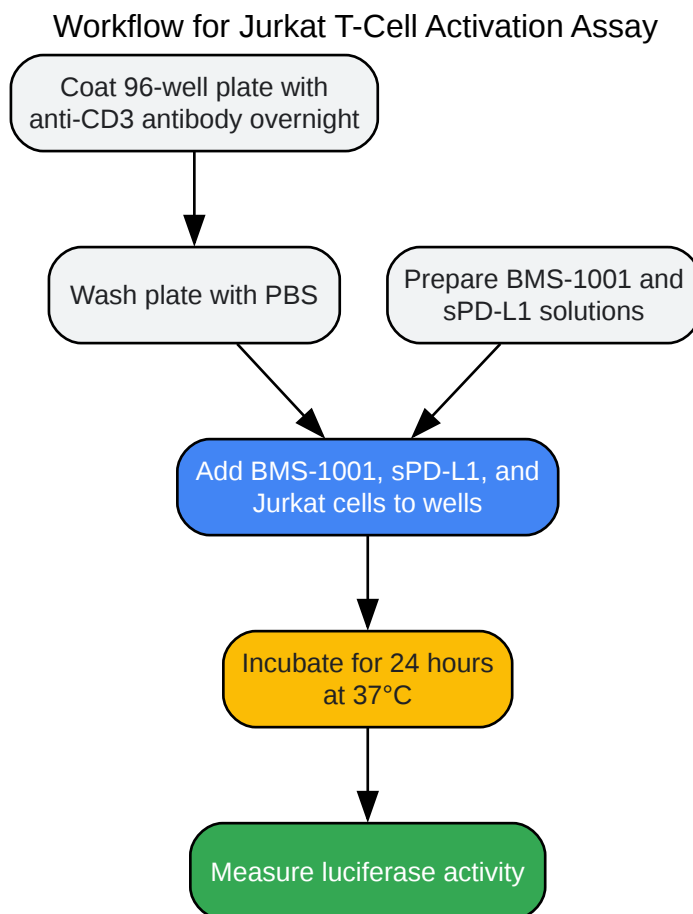 Workflow for Jurkat T-Cell Activation Assay
Coat 96-well plate with
anti-CD3 antibody overnight
Wash plate with PBS
Prepare BMS-1001 and
sPD-L1 solutions
Add BMS-1001, sPD-L1, and
Jurkat cells to wells
Incubate for 24 hours
at 37°C
Measure luciferase activity